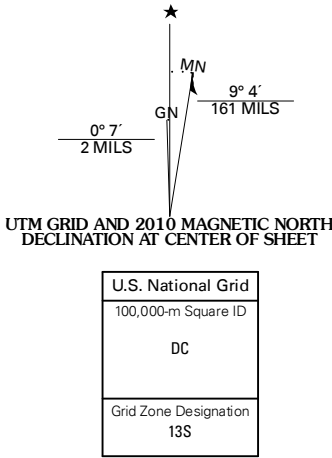 MN
9° 4´
161 MILS
GN
0° 7´
2 MILS
UTM GRID AND 2010 MAGNETIC NORTH
DECLINATION AT CENTER OF SHEET
U.S. National Grid
100,000-m Square ID
DC
Grid Zone Designation
13S